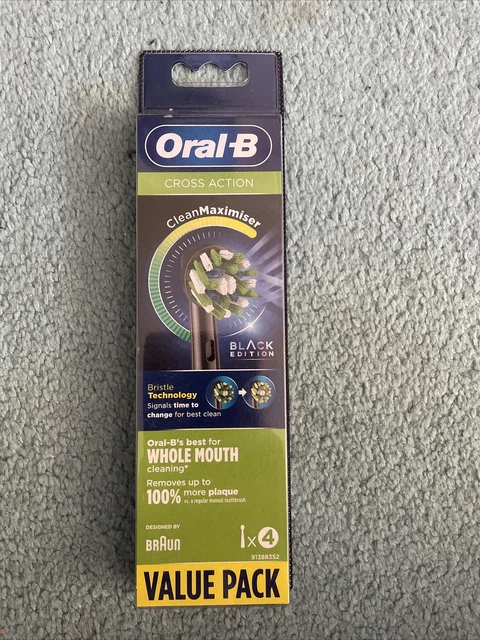 Oral-B
CROSS ACTION
CleanMaximiser
BLACK
EDITION
Bristle
Technology
Signals time to
change for best clean
Oral-B's best for
WHOLE MOUTH
cleaning*
Removes up to
100% more plaque
vs. a regular manual toothbrush
DESIGNED BY
BRAUN
x4
91388352
VALUE PACK